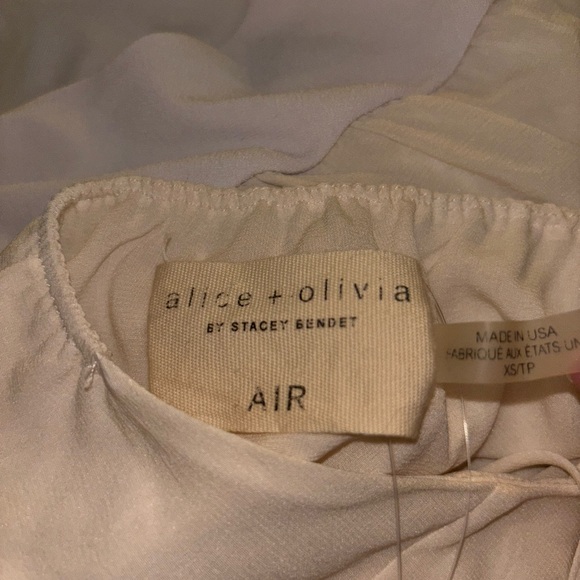 alice + olivia
BY STACEY BENDET
AIR
MADE IN USA
FABRIQUÉ AUX ÉTATS-UN
XS/TP